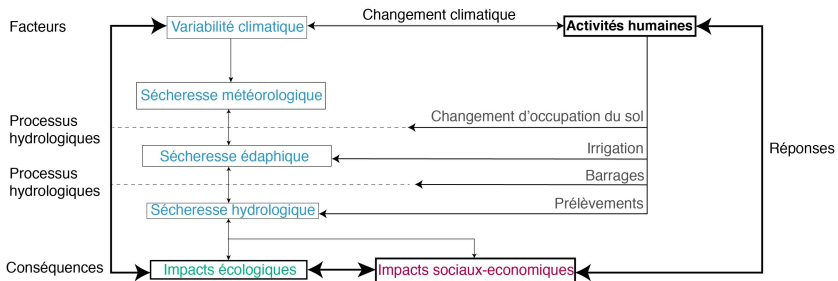 Changement climatique
Facteurs
Variabilité climatique
Activités humaines
Sécheresse météorologique
Processus
hydrologiques
Changement d'occupation du sol
Sécheresse édaphique
Irrigation
Réponses
Processus
hydrologiques
Barrages
Sécheresse hydrologique
Prélèvements
Conséquences
Impacts écologiques
Impacts sociaux-economiques